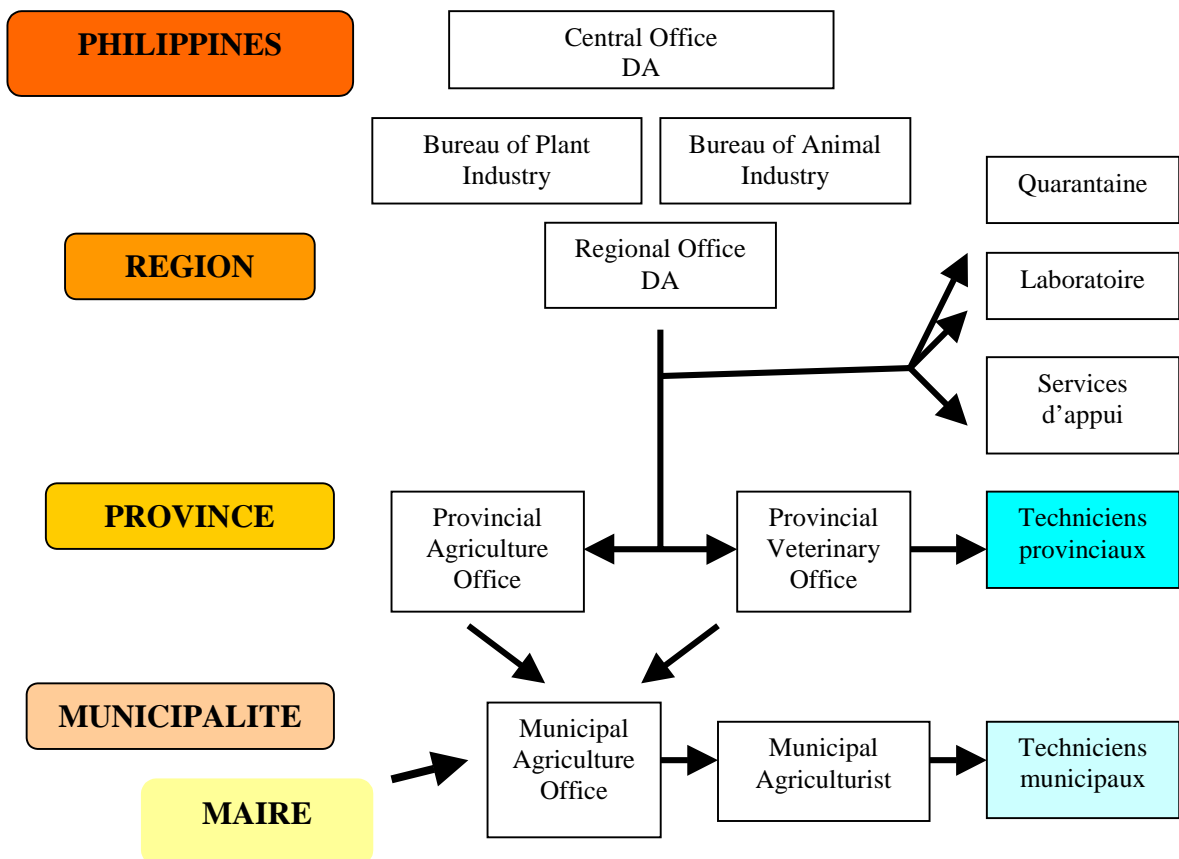 PHILIPPINES
Central Office
DA
Bureau of Plant
Industry
Bureau of Animal
Industry
Quarantaine
REGION
Regional Office
DA
Laboratoire
Services
d’appui
PROVINCE
Provincial
Agriculture
Office
Provincial
Veterinary
Office
Techniciens
provinciaux
MUNICIPALITE
Municipal
Agriculture
Office
Municipal
Agriculturist
Techniciens
municipaux
MAIRE